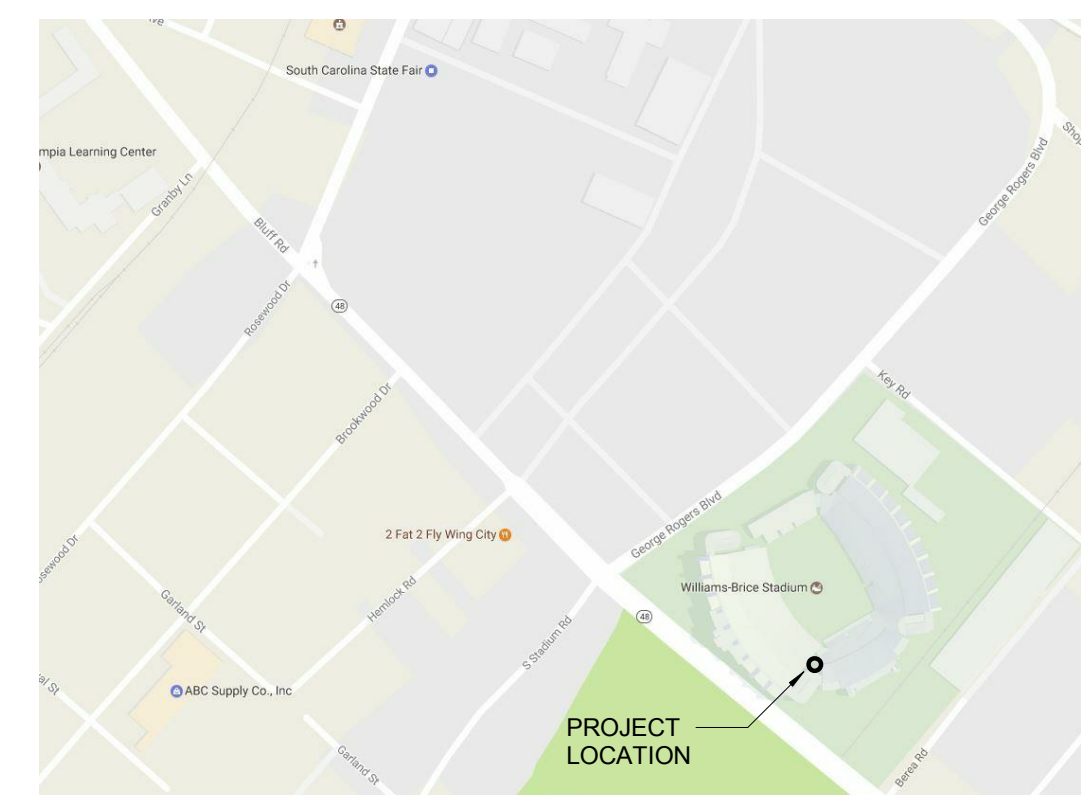 South Carolina State Fair
mpia Learning Center
Granby Ln
Bluff Rd
George Rogers Blvd
Shop
Rosewood Dr
48
Brookwood Dr
Key Rd
George Rogers Blvd
2 Fat 2 Fly Wing City
Williams-Brice Stadium
osewood Dr
Hemlock Rd
Garland St
48
S Stadium Rd
ABC Supply Co., Inc
PROJECT
LOCATION
Garland St
Berea Rd